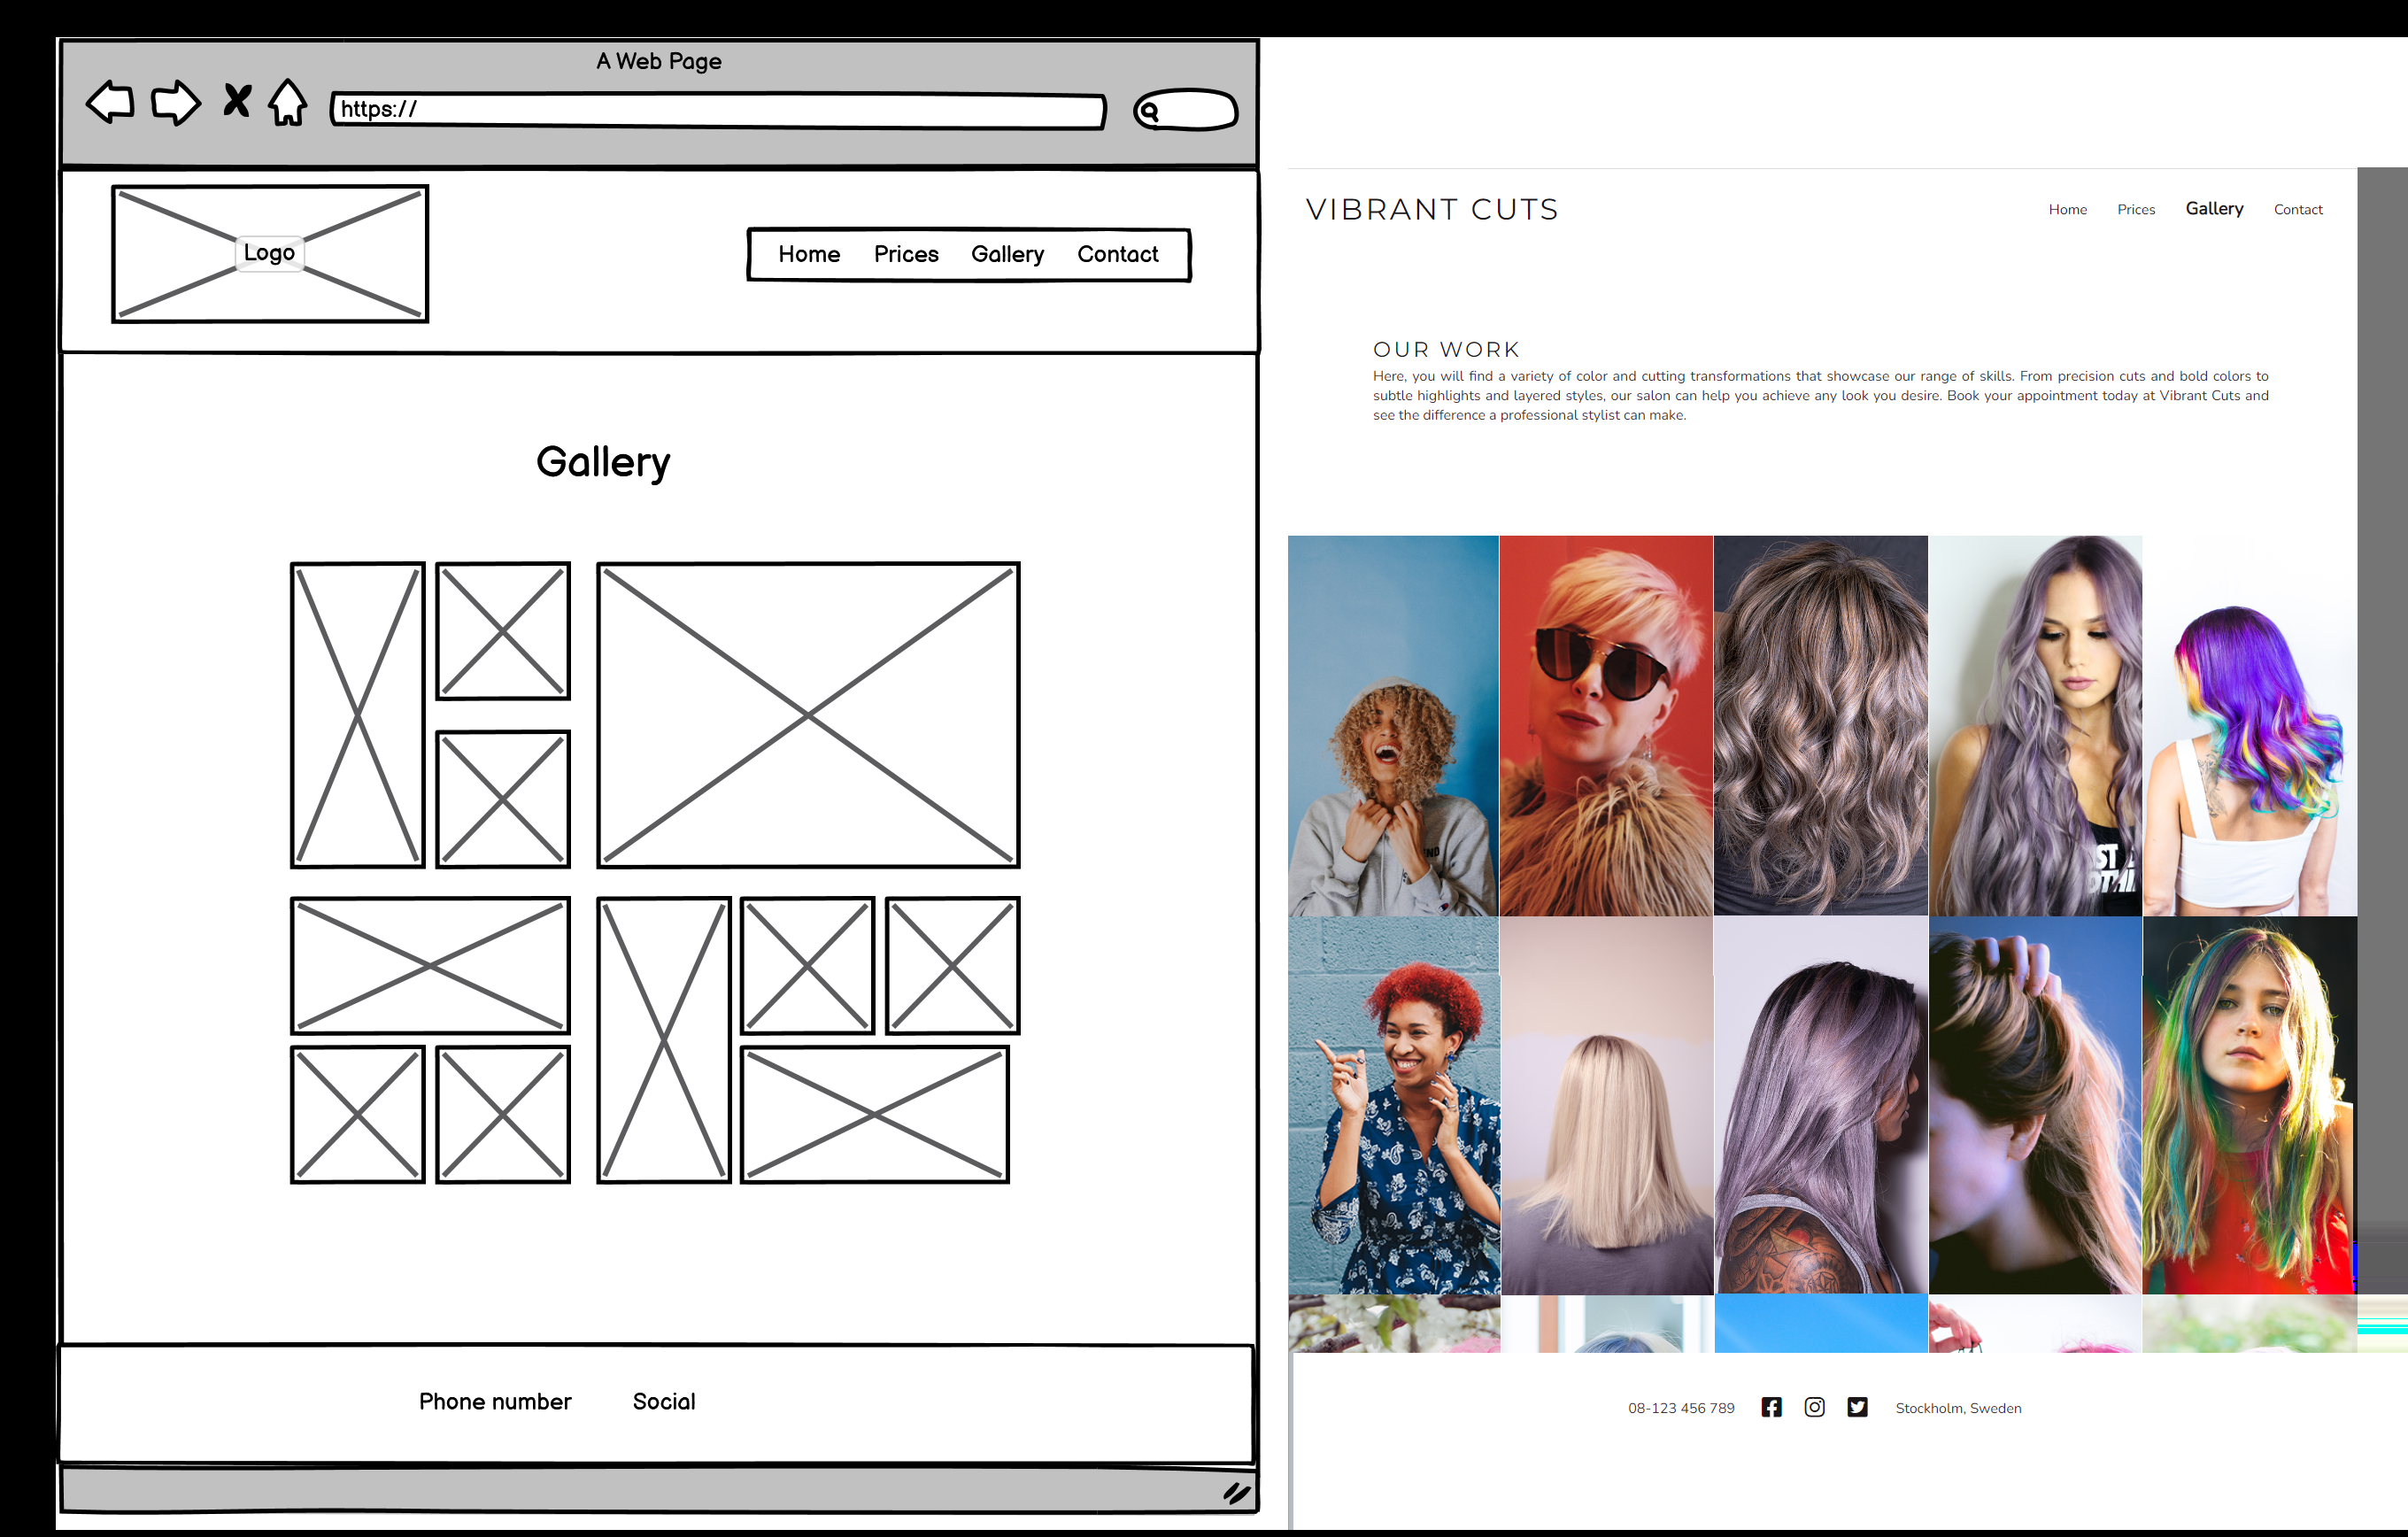 A Web Page
https://
Logo
Home Prices Gallery Contact
Gallery
Phone number Social
VIBRANT CUTS
Home Prices Gallery Contact
OUR WORK
Here, you will find a variety of color and cutting transformations that showcase our range of skills. From precision cuts and bold colors to
subtle highlights and layered styles, our salon can help you achieve any look you desire. Book your appointment today at Vibrant Cuts and
see the difference a professional stylist can make.
08-123 456 789 Stockholm, Sweden